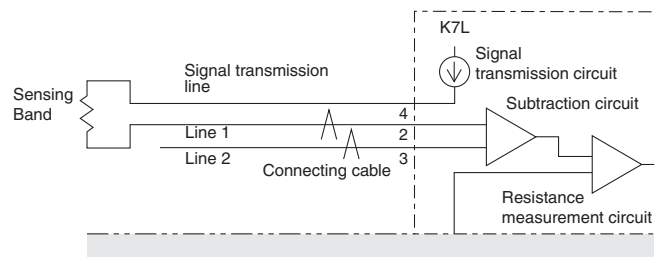 K7L
Signal
transmission circuit
Signal transmission
line
Sensing
Band
Subtraction circuit
4
Line 1
2
Line 2
3
Connecting cable
Resistance
measurement circuit